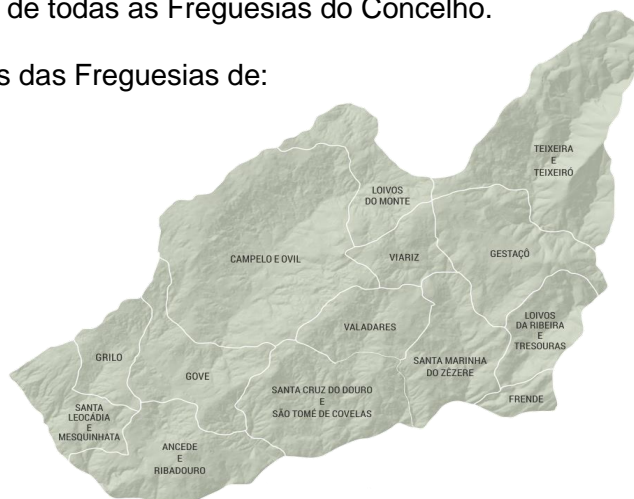 de todas as Freguesias do Concelho.
s das Freguesias de:
TEIXEIRA
E
TEIXEIRÓ
LOIVOS
DO MONTE
CAMPELO E OVIL
VIARIZ
GESTAÇÔ
VALADARES
LOIVOS
DA RIBEIRA
E
TRESOURAS
GRILO
GOVE
SANTA MARINHA
DO ZÊZERE
SANTA CRUZ DO DOURO
E
SÃO TOMÉ DE COVELAS
FRENDE
SANTA
LEOCÁDIA
E
MESQUINHATA
ANCEDE
E
RIBADOURO